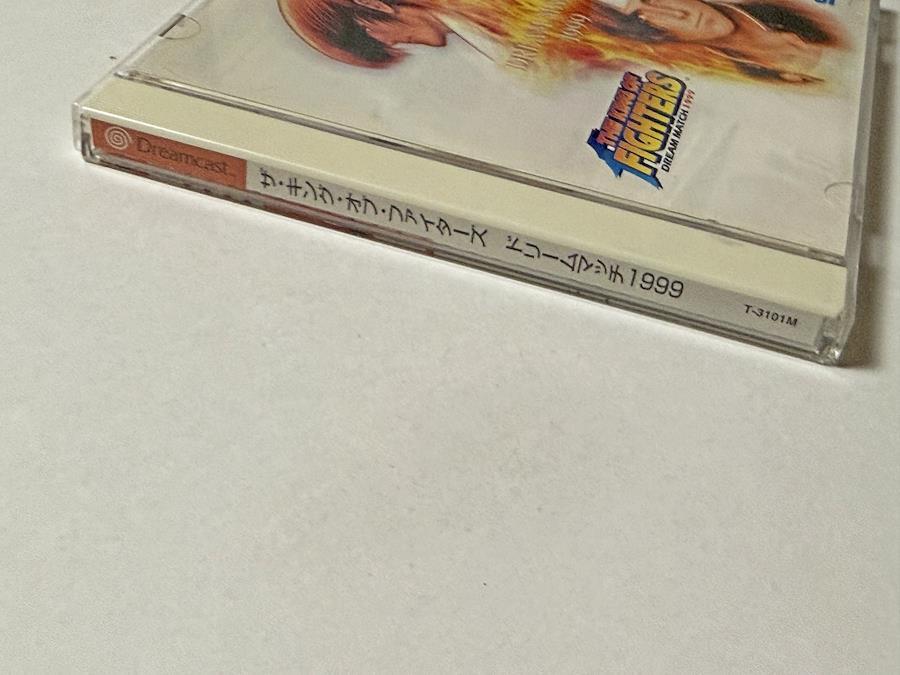 THE KING OF
FIGHTERS
DREAM MATCH 1999
Dreamcast
ザ・キング・オブ・ファイターズ ドリームマッチ1999
T-3101M